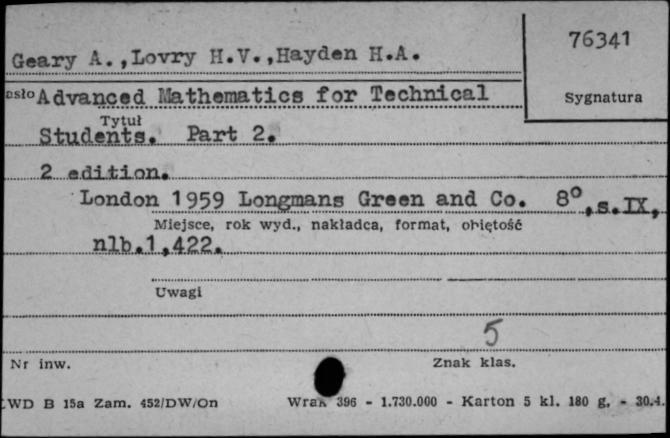 76341
Geary A.,Lovry H.V.,Hayden H.A.
asło Advanced Mathematics for Technical
Sygnatura
Tytuł
Students. Part 2.
2 edition.
London 1959 Longmans Green and Co. 8°,s.IX,
Miejsce, rok wyd., nakładca, format, objętość
nlb.1,422.
Uwagi
5
Nr inw.
Znak klas.
WD B 15a Zam. 452/DW/On
396 - 1.730.000 - Karton 5 kl. 180 g. - 30.4.